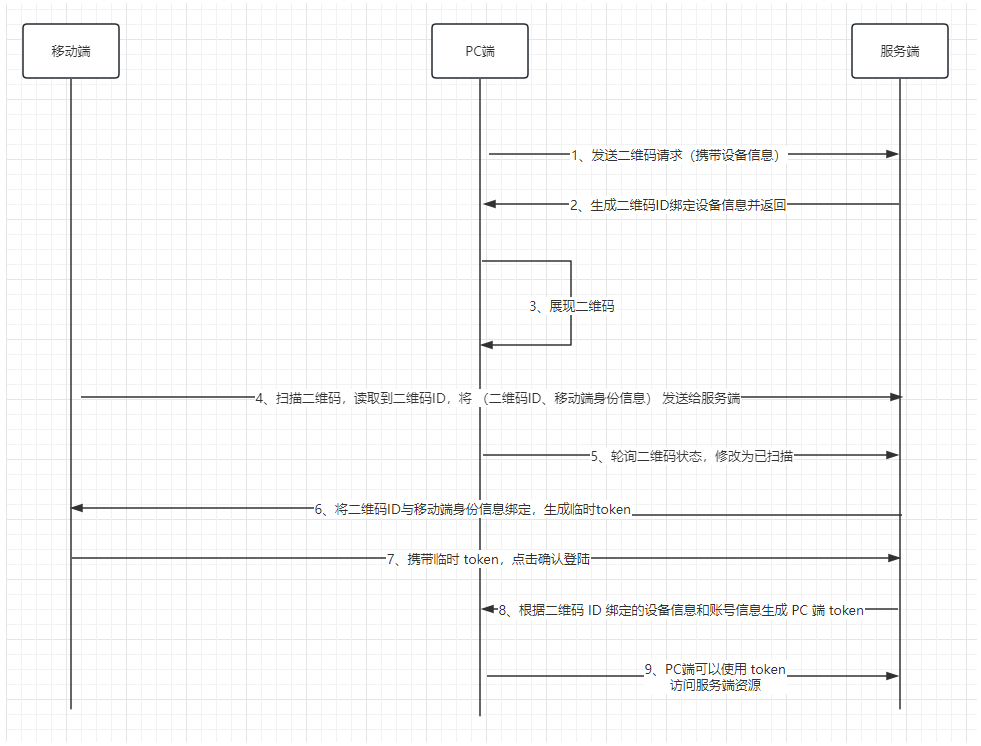 移动端
PC端
服务端
1、发送二维码请求（携带设备信息）
2、生成二维码ID绑定设备信息并返回
3、展现二维码
4、扫描二维码，读取到二维码ID，将 （二维码ID、移动端身份信息） 发送给服务端
5、轮询二维码状态，修改为已扫描
6、将二维码ID与移动端身份信息绑定，生成临时token
7、携带临时 token，点击确认登陆
8、根据二维码 ID 绑定的设备信息和账号信息生成 PC 端 token
9、PC端可以使用 token
访问服务端资源